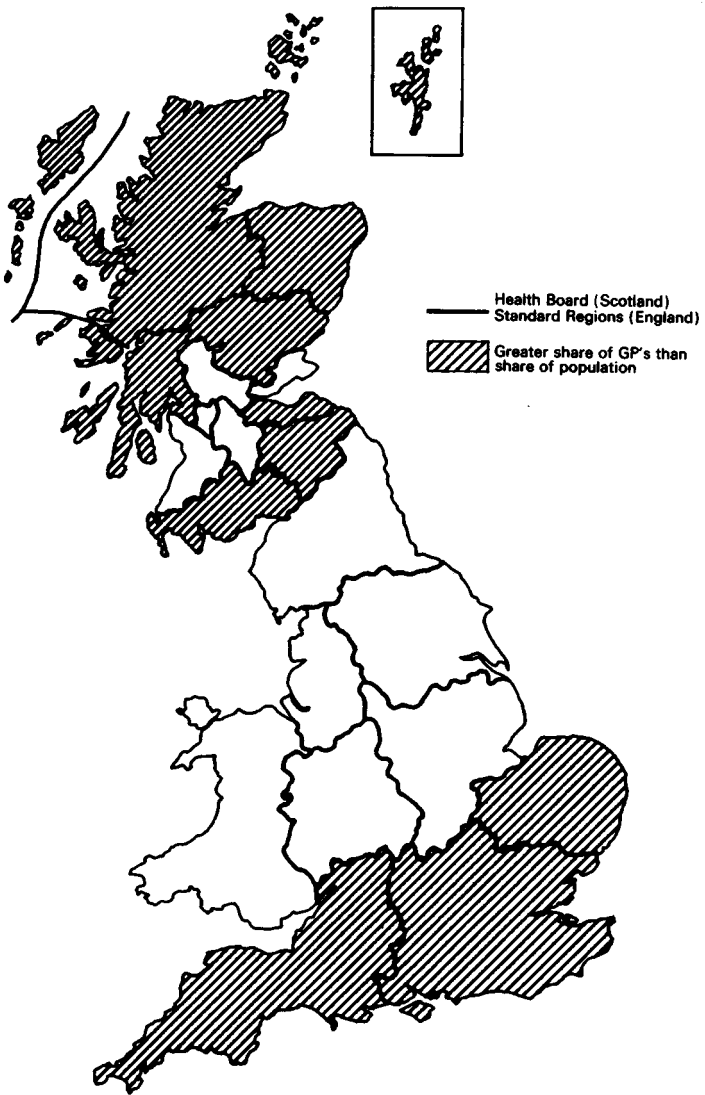 Health Board (Scotland)
Standard Regions (England)
Greater share of GP's than
share of population